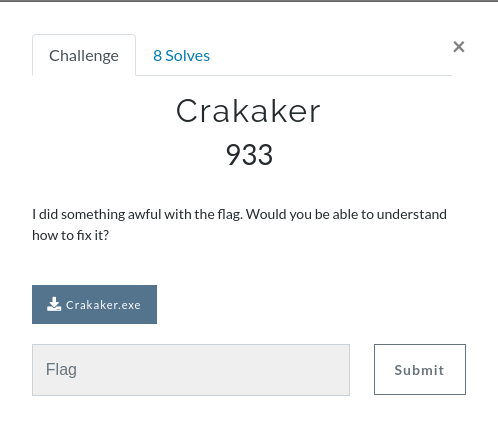 Challenge
8 Solves
×
Crakaker
933
I did something awful with the flag. Would you be able to understand
how to fix it?
Crakaker.exe
Flag
Submit